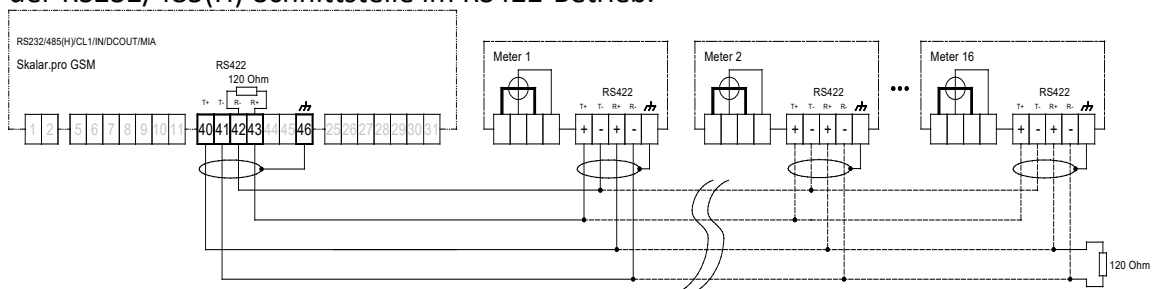 der RS232/485(H)-Schnittstelle im RS422-Betrieb:
RS232/485(H)/CL1/IN/DCOUT/MIA
Skalar.pro GSM
RS422
120 Ohm
T+ T- R- R+
1 2 5 6 7 8 9 10 11 40 41 42 43 44 45 46 25 26 27 28 29 30 31
Meter 1
RS422
T+ T- R+ R-
+ - + -
Meter 2
RS422
T+ T- R+ R-
+ - + -
•••
Meter 16
RS422
T+ T- R+ R-
+ - + -
120 Ohm